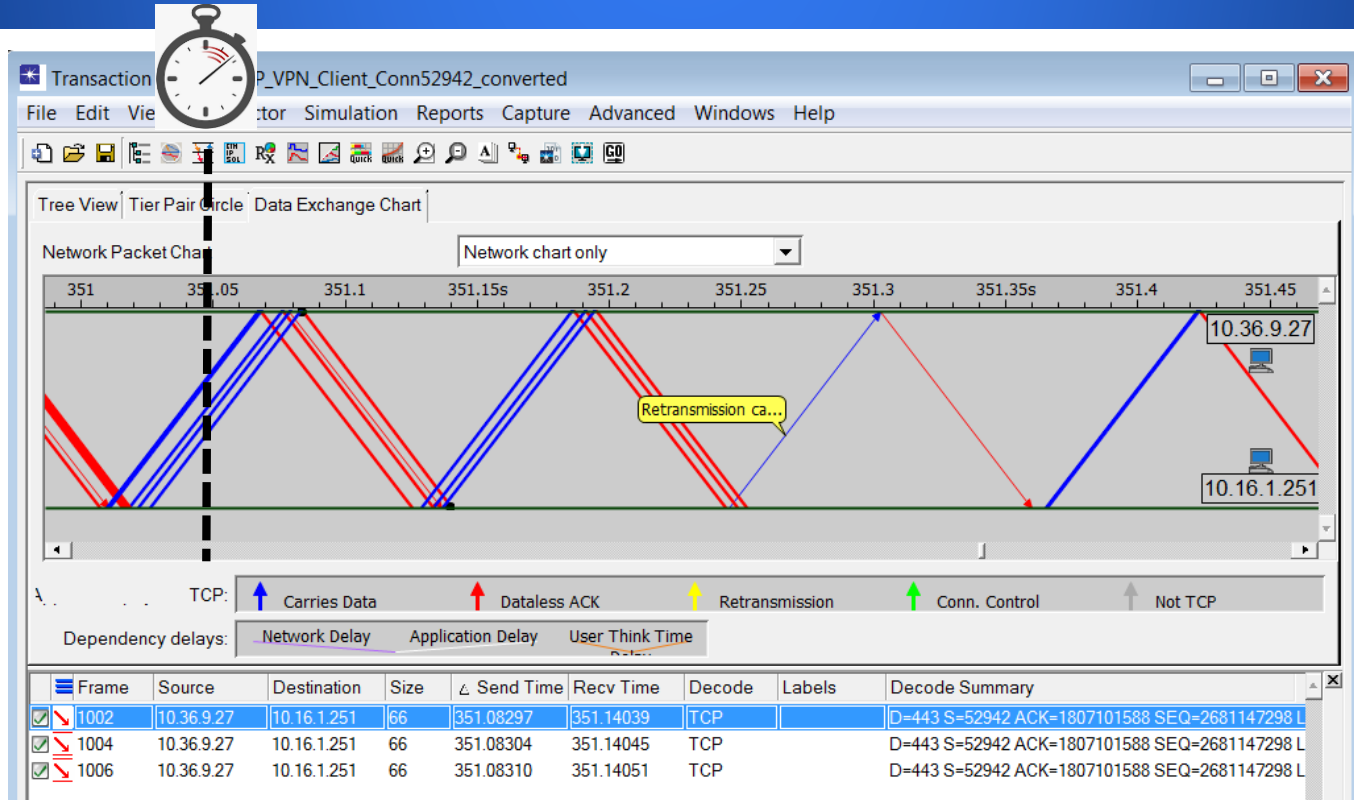 Transaction P_VPN_Client_Conn52942_converted
File Edit Vie ctor Simulation Reports Capture Advanced Windows Help
Tree View Tier Pair Circle Data Exchange Chart
Network Packet Chart Network chart only
351 351.05 351.1 351.15s 351.2 351.25 351.3 351.35s 351.4 351.45
10.36.9.27
Retransmission ca...
10.16.1.251
TCP: Carries Data Dataless ACK Retransmission Conn. Control Not TCP
Dependency delays: Network Delay Application Delay User Think Time
Frame Source Destination Size Send Time Recv Time Decode Labels Decode Summary
1002 10.36.9.27 10.16.1.251 66 351.08297 351.14039 TCP D=443 S=52942 ACK=1807101588 SEQ=2681147298 L
1004 10.36.9.27 10.16.1.251 66 351.08304 351.14045 TCP D=443 S=52942 ACK=1807101588 SEQ=2681147298 L
1006 10.36.9.27 10.16.1.251 66 351.08310 351.14051 TCP D=443 S=52942 ACK=1807101588 SEQ=2681147298 L